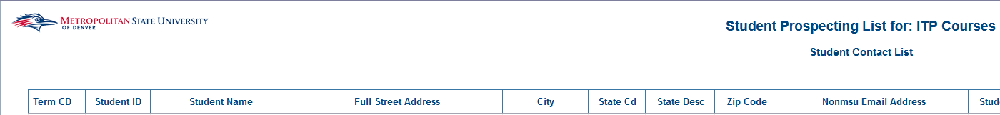 METROPOLITAN STATE UNIVERSITY
OF DENVER
Student Prospecting List for: ITP Courses
Student Contact List
Term CD Student ID Student Name Full Street Address City State Cd State Desc Zip Code Nonmsu Email Address Stud